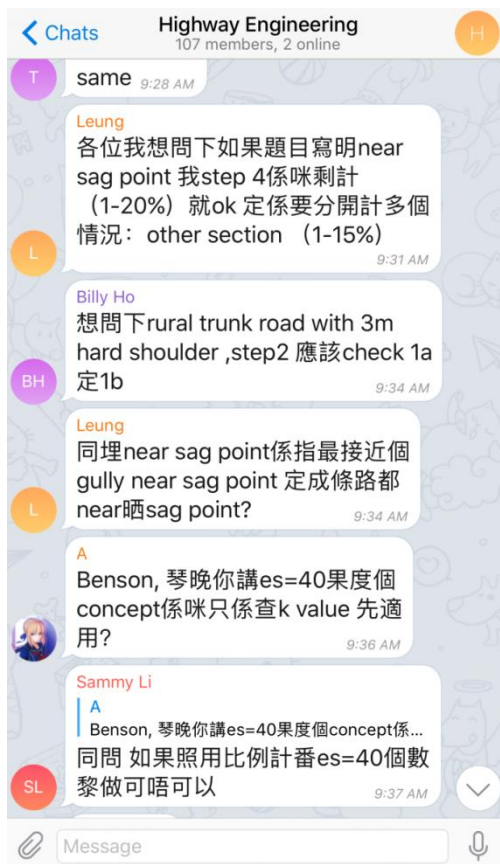 Chats
Highway Engineering
107 members, 2 online
H
T
same 9:28 AM
Leung
各位我想問下如果題目寫明near
sag point 我step 4係咪剩計
（1-20%）就ok 定係要分開計多個
情況：other section （1-15%）
L
9:31 AM
Billy Ho
想問下rural trunk road with 3m
hard shoulder ,step2 應該check 1a
定1b
BH
9:34 AM
Leung
同埋near sag point係指最接近個
gully near sag point 定成條路都
near晒sag point?
L
9:34 AM
A
Benson, 琴晚你講es=40果度個
concept係咪只係查k value 先適
用?
9:36 AM
Sammy Li
A
Benson, 琴晚你講es=40果度個concept係...
同問 如果照用比例計番es=40個數
黎做可唔可以
SL
9:37 AM
Message